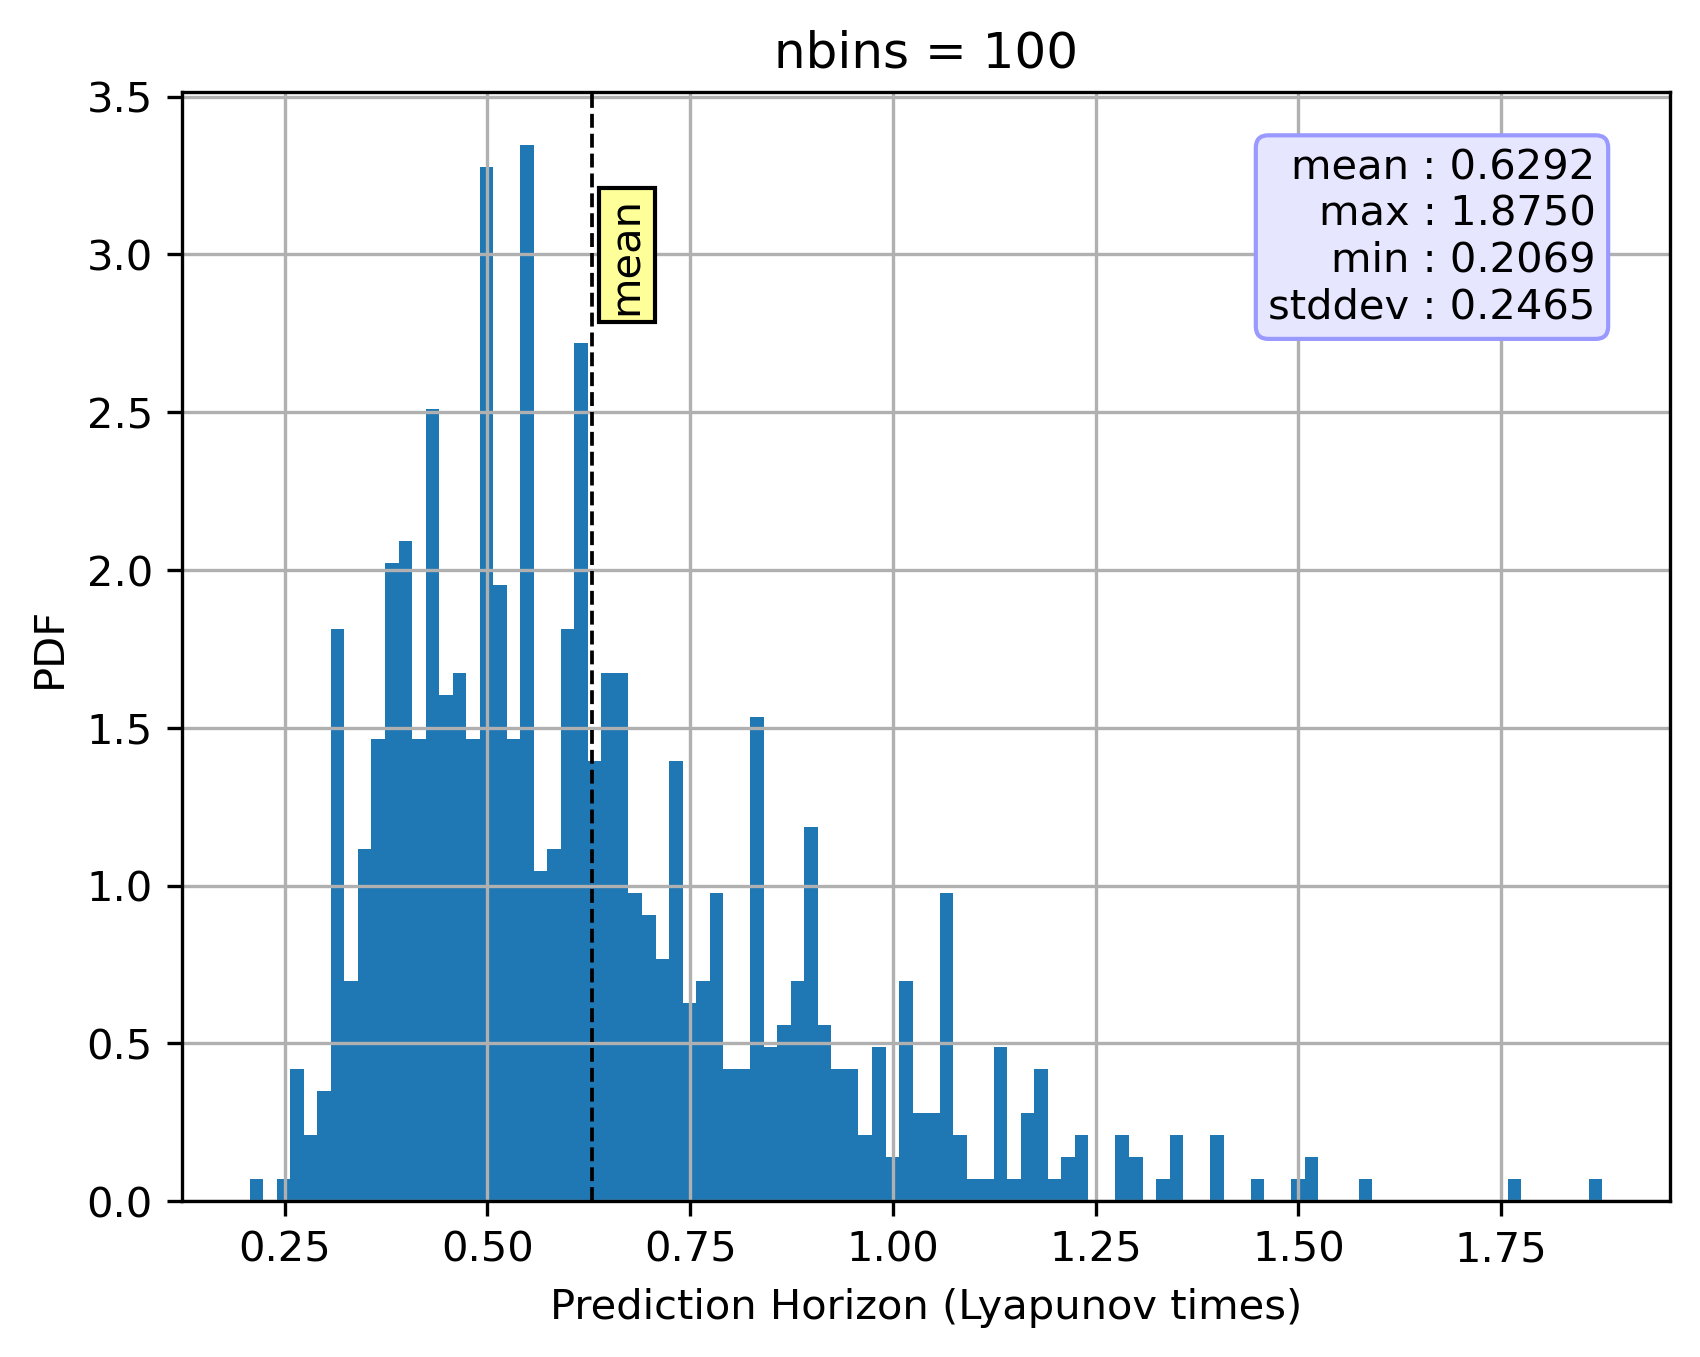 nbins = 100
3.5
3.0
2.5
2.0
1.5
1.0
0.5
0.0
PDF
mean
mean : 0.6292
max : 1.8750
min : 0.2069
stddev : 0.2465
0.25 0.50 0.75 1.00 1.25 1.50 1.75
Prediction Horizon (Lyapunov times)